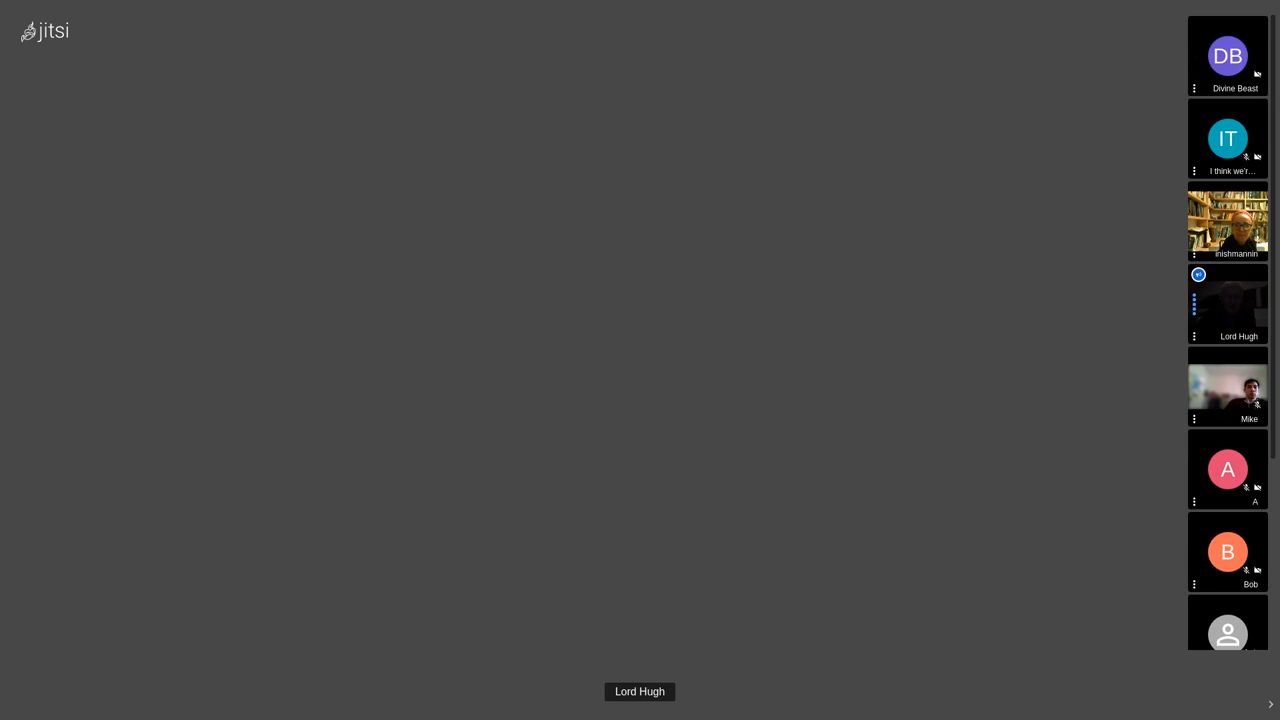 jitsi
DB
Divine Beast
IT
I think we'r...
inishmannin
Lord Hugh
Mike
A
A
B
Bob
Lord Hugh